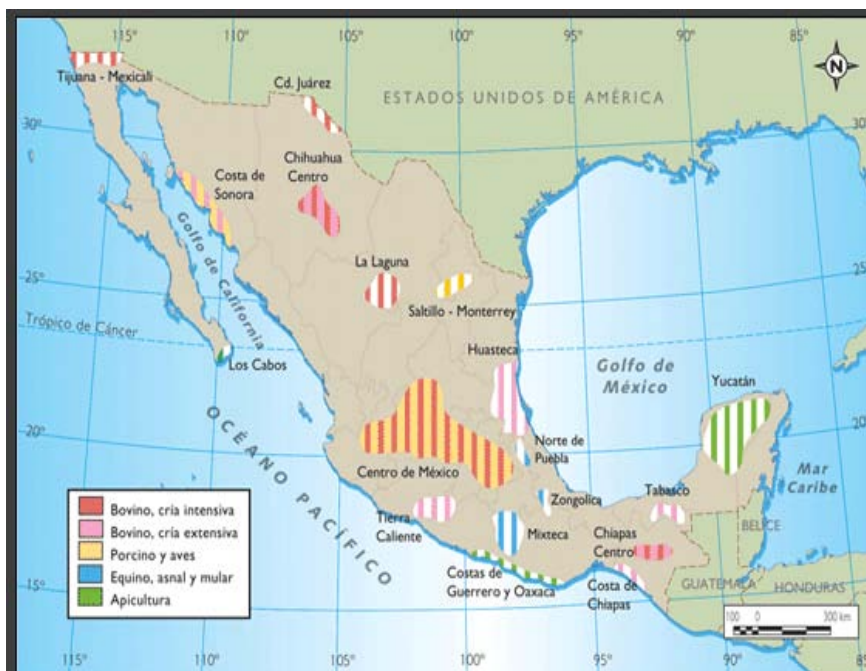 115°
110°
105°
100°
95°
90°
85°
N
Tijuana - Mexicali
Cd. Juárez
ESTADOS UNIDOS DE AMÉRICA
30°
30°
Costa de
Sonora
Chihuahua
Centro
Golfo de California
La Laguna
25°
25°
Saltillo - Monterrey
Trópico de Cáncer
Huasteca
Los Cabos
Golfo de
México
Yucatán
OCÉANO PACÍFICO
20°
20°
Centro de México
Norte de
Puebla
Mar
Caribe
Zongolica
Tabasco
Tierra
Caliente
Mixteca
Chiapas
Centro
BELICE
Costas de
Guerrero y Oaxaca
Costa de
Chiapas
GUATEMALA
HONDURAS
15°
15°
Bovino, cría intensiva
Bovino, cría extensiva
Porcino y aves
Equino, asnal y mular
Apicultura
100 0 300 km
115°
110°
105°
100°
95°
90°